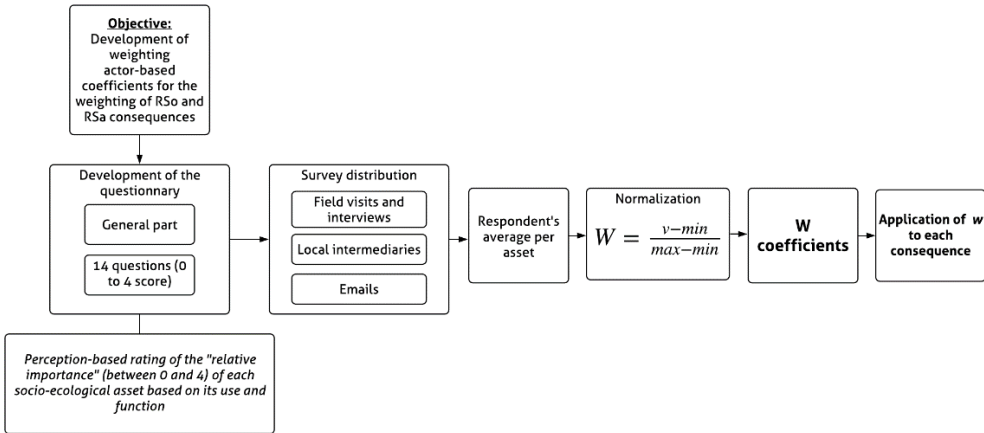 Objective:
Development of
weighting
actor-based
coefficients for the
weighting of RSo and
RSa consequences
Development of the
questionnary
General part
14 questions (0
to 4 score)
Perception-based rating of the "relative
importance" (between 0 and 4) of each
socio-ecological asset based on its use and
function
Survey distribution
Field visits and
interviews
Local intermediaries
Emails
Respondent's
average per
asset
Normalization
W = v−min / max−min
W
coefficients
Application of w
to each
consequence